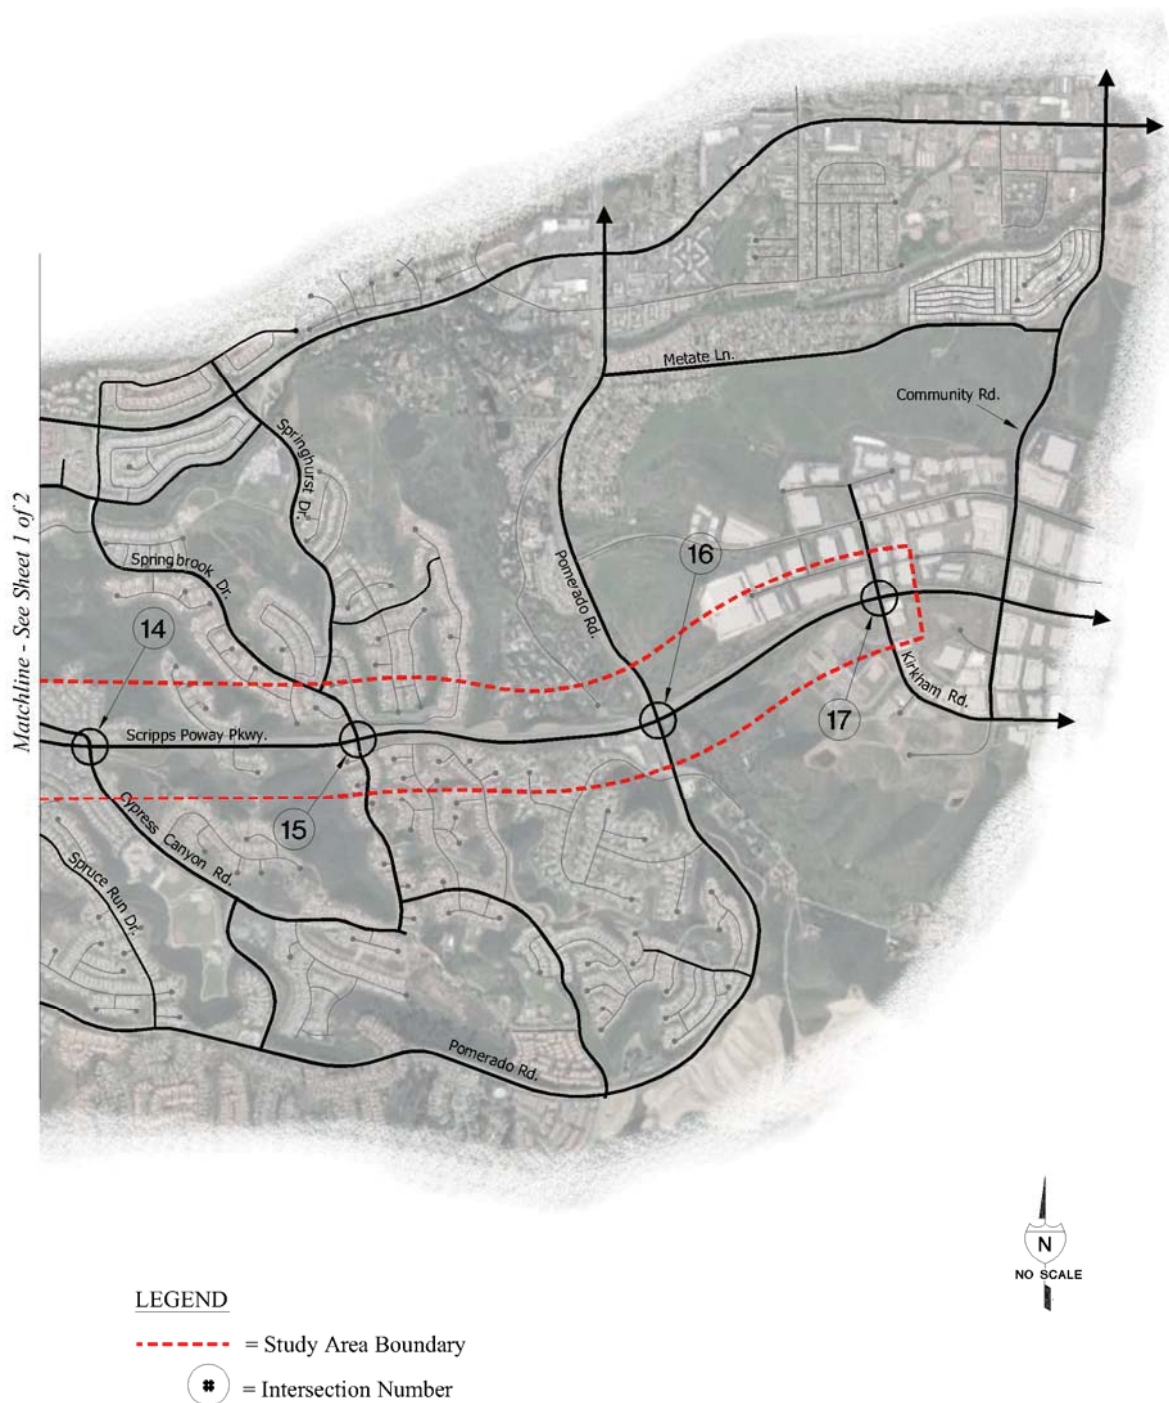 Metate Ln.
Community Rd.
Springhurst Dr.
Matchline - See Sheet 1 of 2
Springbrook Dr.
Pomerado Rd.
16
14
Kirkham Rd.
17
Scripps Poway Pkwy.
15
Cypress Canyon Rd.
Spruce Run Dr.
Pomerado Rd.
N
NO SCALE
LEGEND
= Study Area Boundary
# = Intersection Number